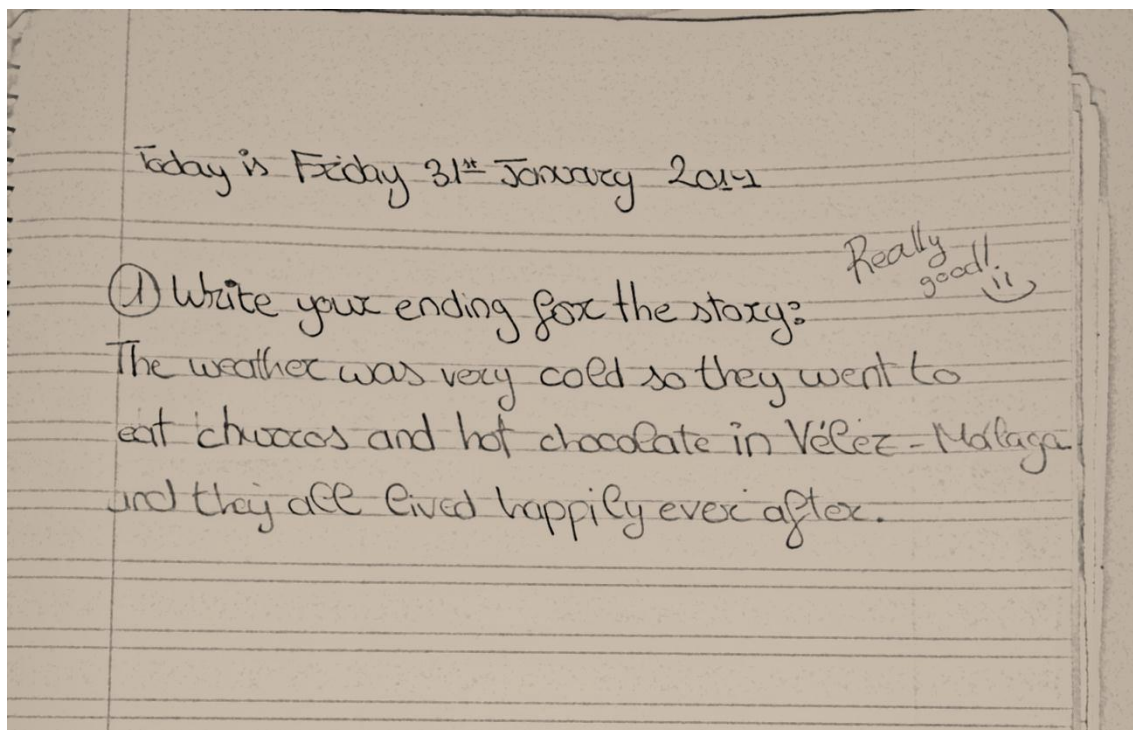 Today is Friday 31st January 2014
Really
good!
① Write your ending for the story:
The weather was very cold so they went to
eat churros and hot chocolate in Vélez-Málaga
and they all lived happily ever after.